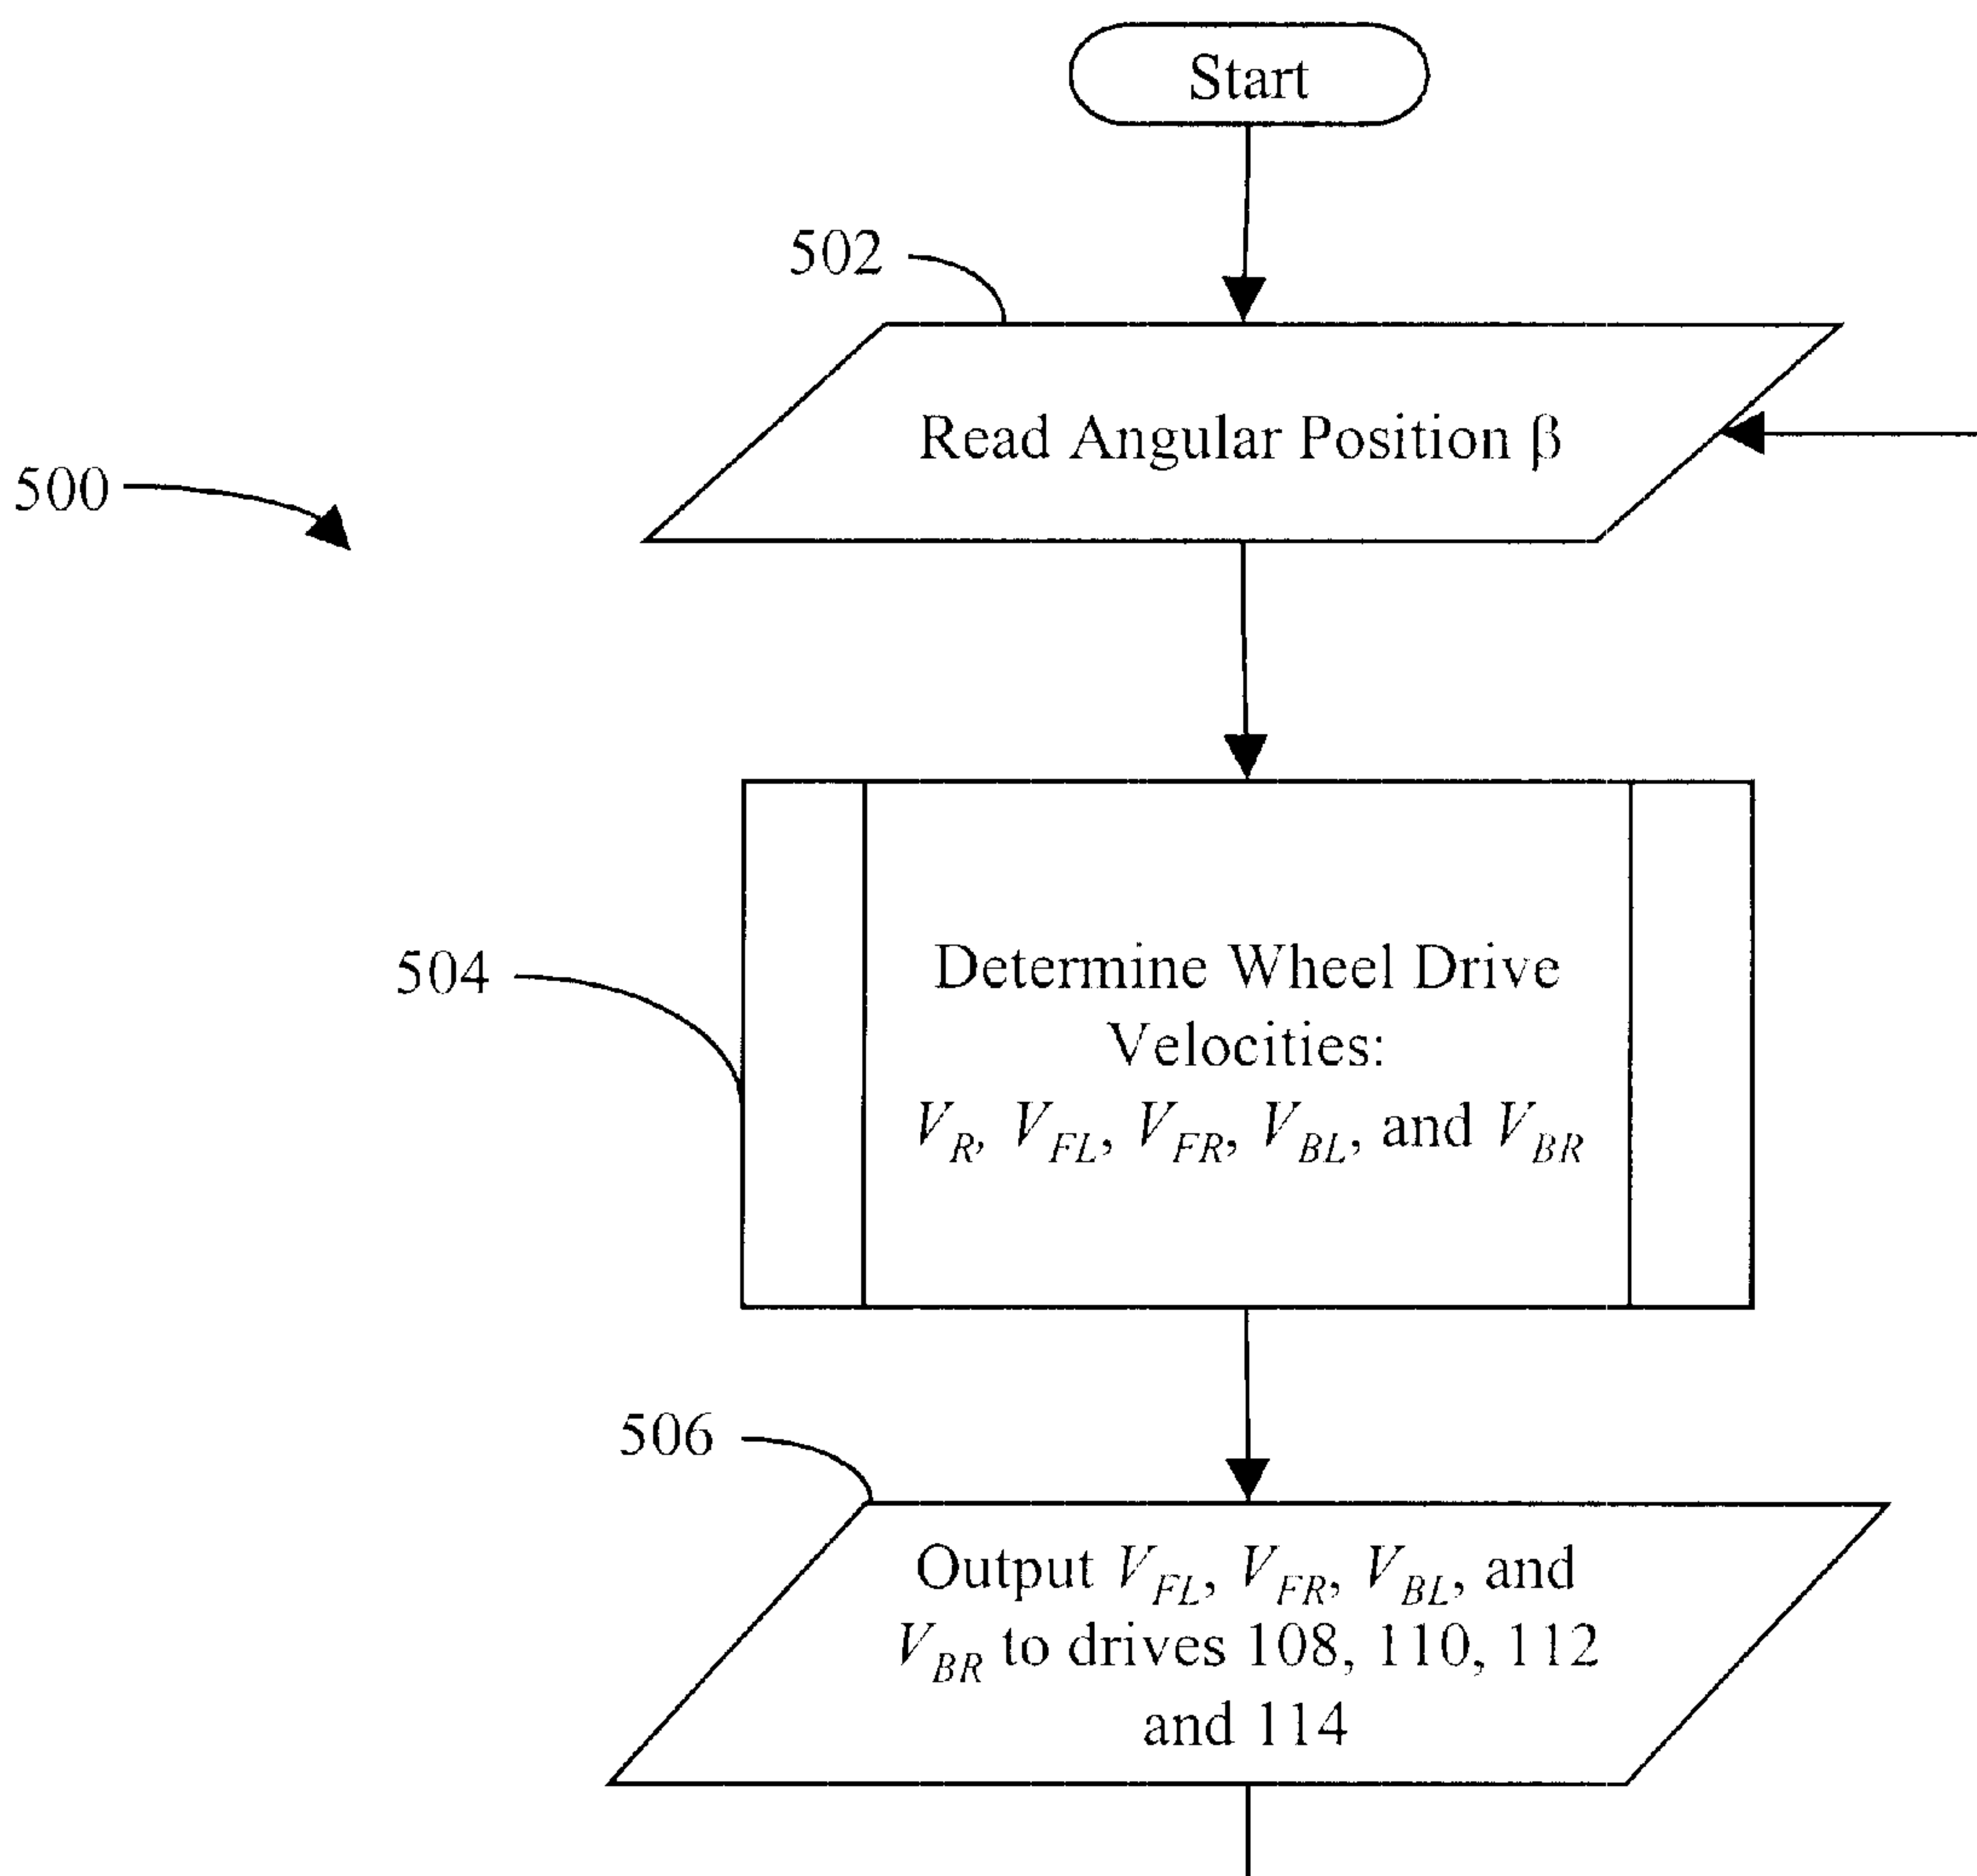 Start
502
Read Angular Position β
500
504
Determine Wheel Drive
Velocities:
V_R, V_FL, V_FR, V_BL, and V_BR
506
Output V_FL, V_FR, V_BL, and
V_BR to drives 108, 110, 112
and 114